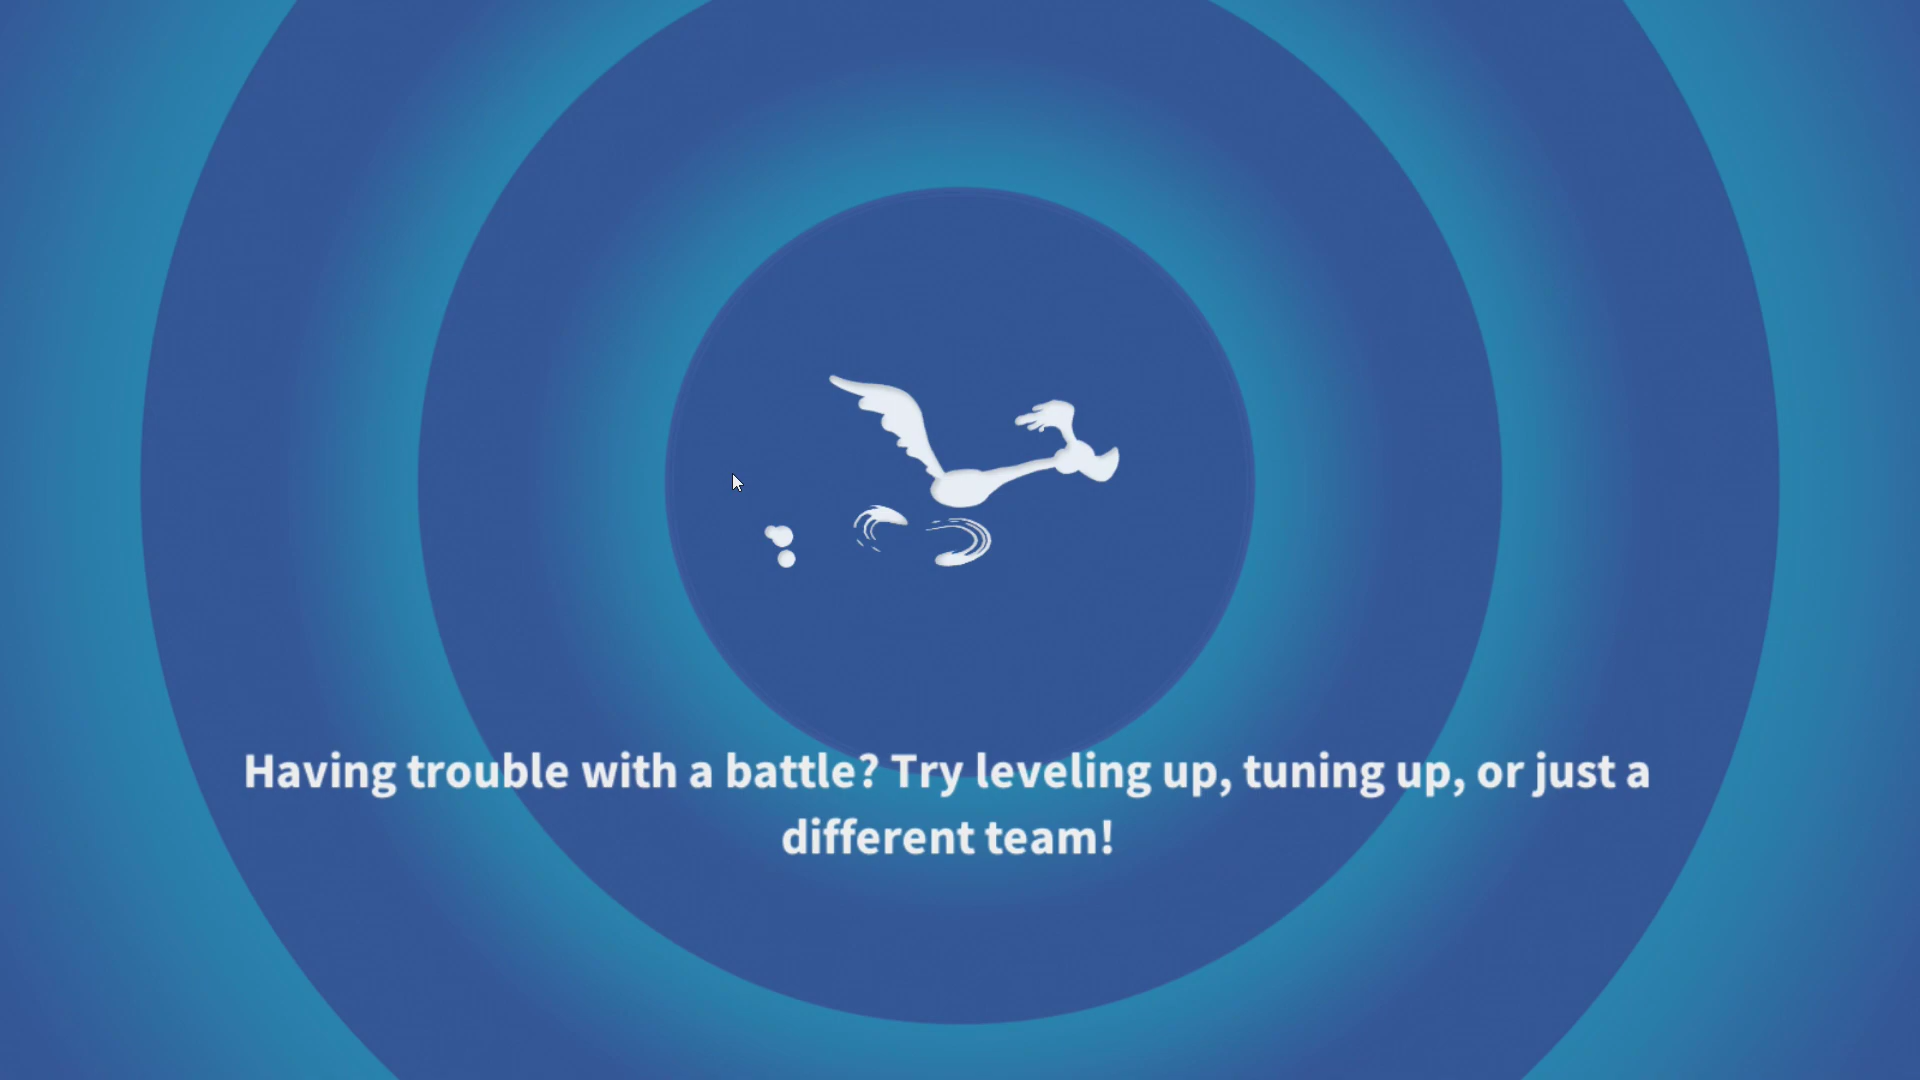 Having trouble with a battle? Try leveling up, tuning up, or just a
different team!